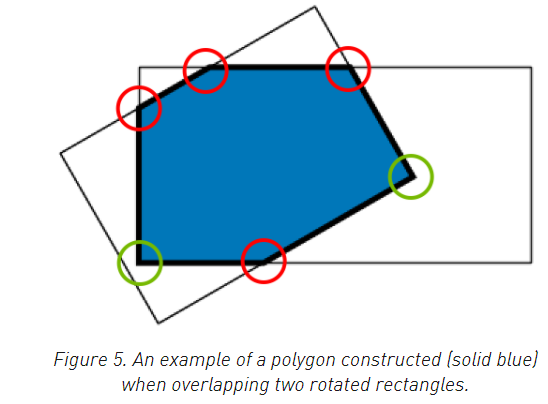 Figure 5. An example of a polygon constructed (solid blue)
when overlapping two rotated rectangles.